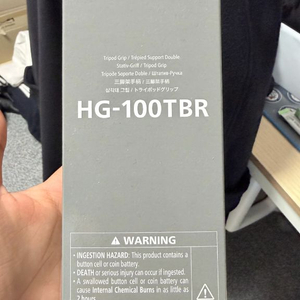 Tripod Grip / Trépied Support Double
Stativ-Griff / Tripod Grip
Tripode Soporte Doble / Штатив-Ручка
三脚架手柄 / 三腳架手柄
삼각대 그립 / トライポッドグリップ
HG-100TBR
⚠ WARNING
• INGESTION HAZARD: This product contains a
button cell or coin battery.
• DEATH or serious injury can occur if ingested.
• A swallowed button cell or coin battery can
cause Internal Chemical Burns in as little as
2 hours.